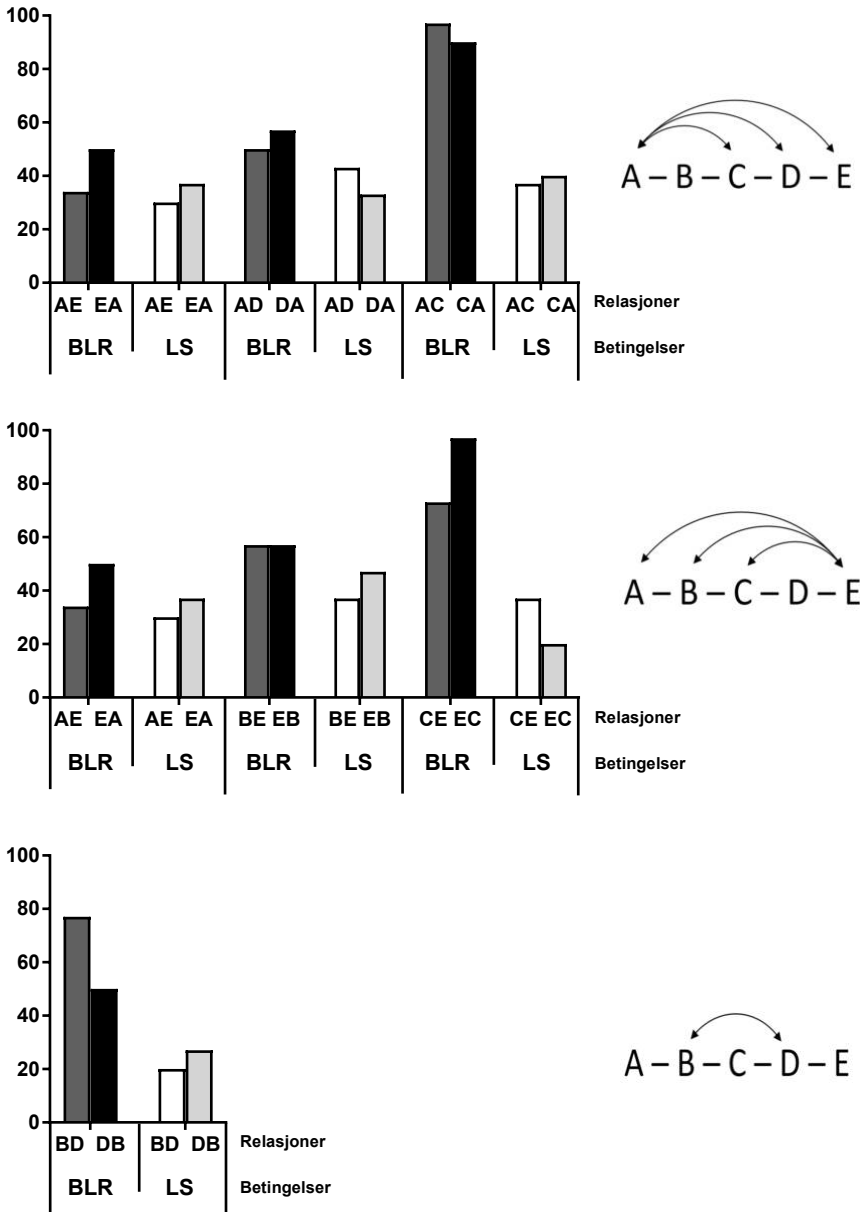 100
80
60
40
20
0
AE EA AE EA AD DA AD DA AC CA AC CA Relasjoner
BLR LS BLR LS BLR LS Betingelser
A – B – C – D – E
100
80
60
40
20
0
AE EA AE EA BE EB BE EB CE EC CE EC Relasjoner
BLR LS BLR LS BLR LS Betingelser
A – B – C – D – E
100
80
60
40
20
0
BD DB BD DB Relasjoner
BLR LS Betingelser
A – B – C – D – E